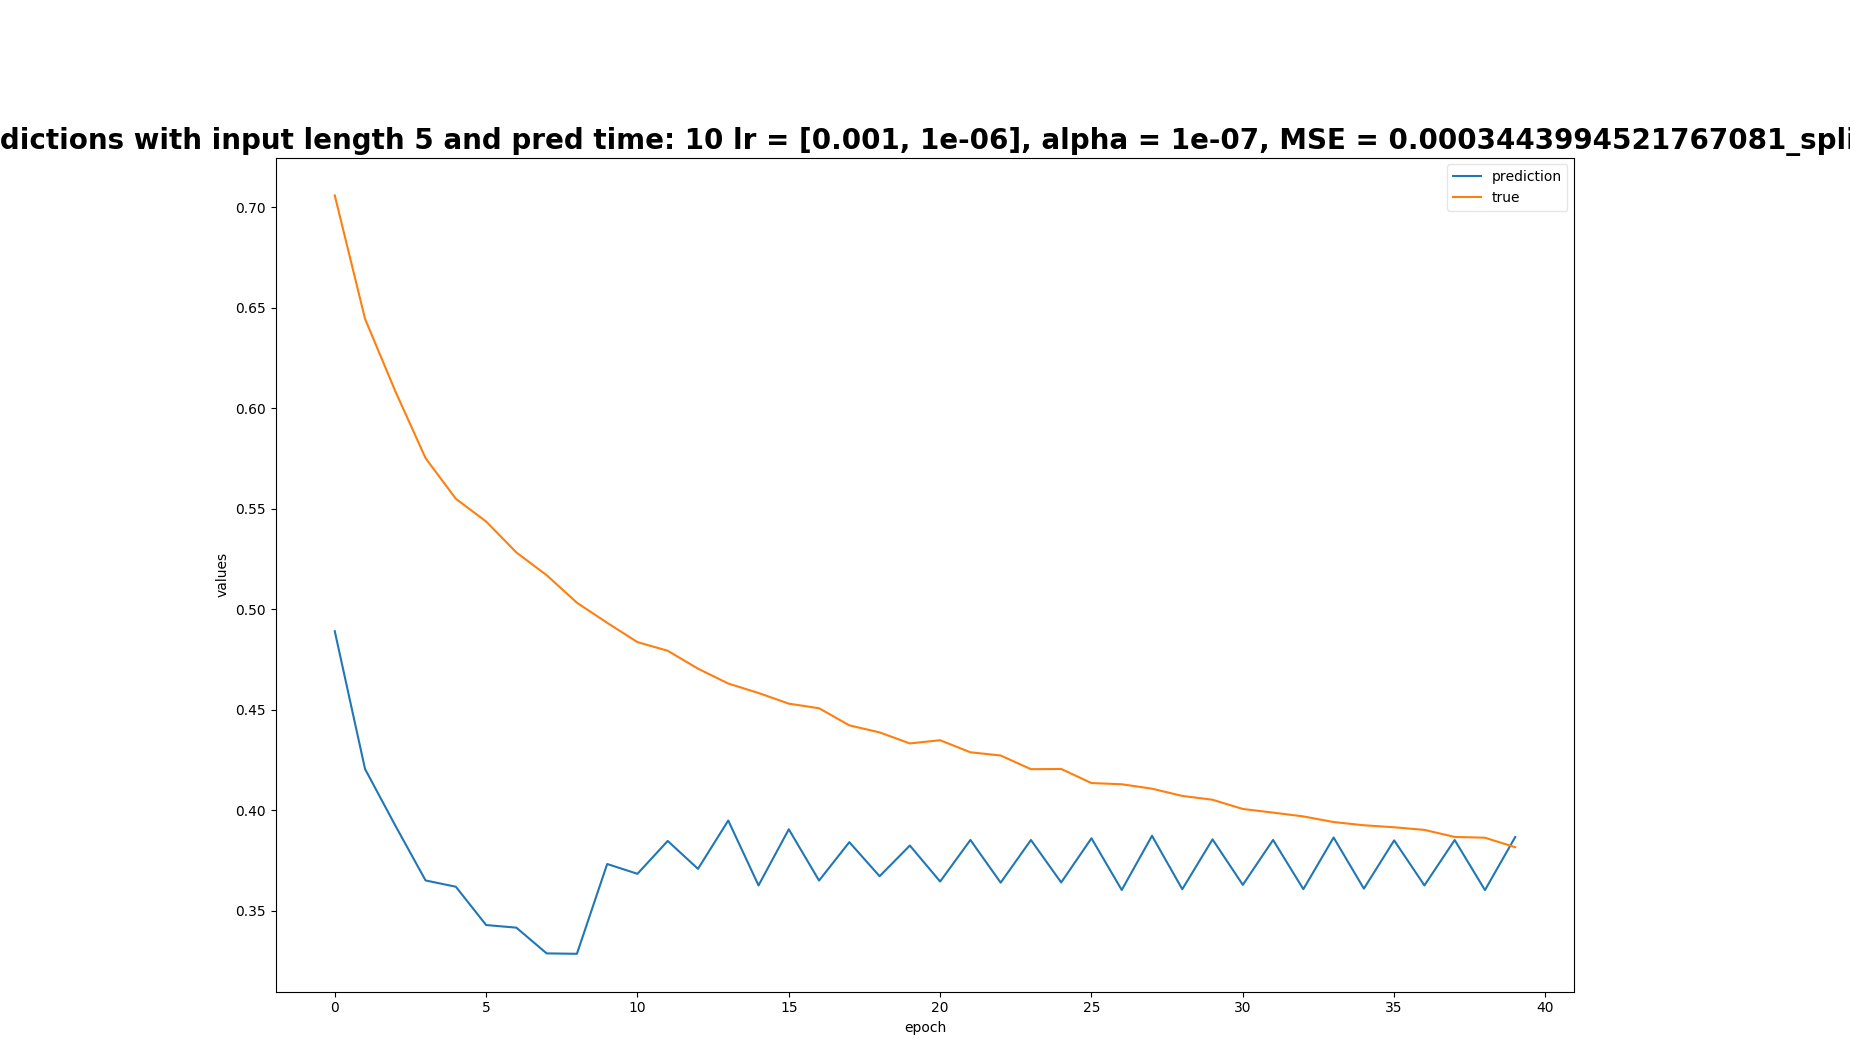 dictions with input length 5 and pred time: 10 lr = [0.001, 1e-06], alpha = 1e-07, MSE = 0.0003443994521767081_spli
prediction
true
0.70
0.65
0.60
0.55
0.50
0.45
0.40
0.35
values
0 5 10 15 20 25 30 35 40
epoch